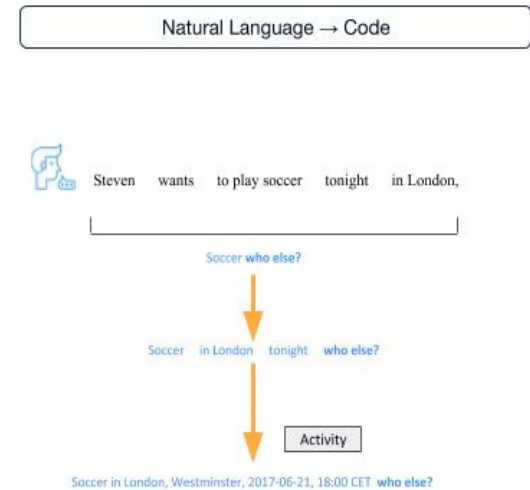 Natural Language → Code
Steven wants to play soccer tonight in London,
Soccer who else?
Soccer in London tonight who else?
Activity
Soccer in London, Westminster, 2017-06-21, 18:00 CET who else?